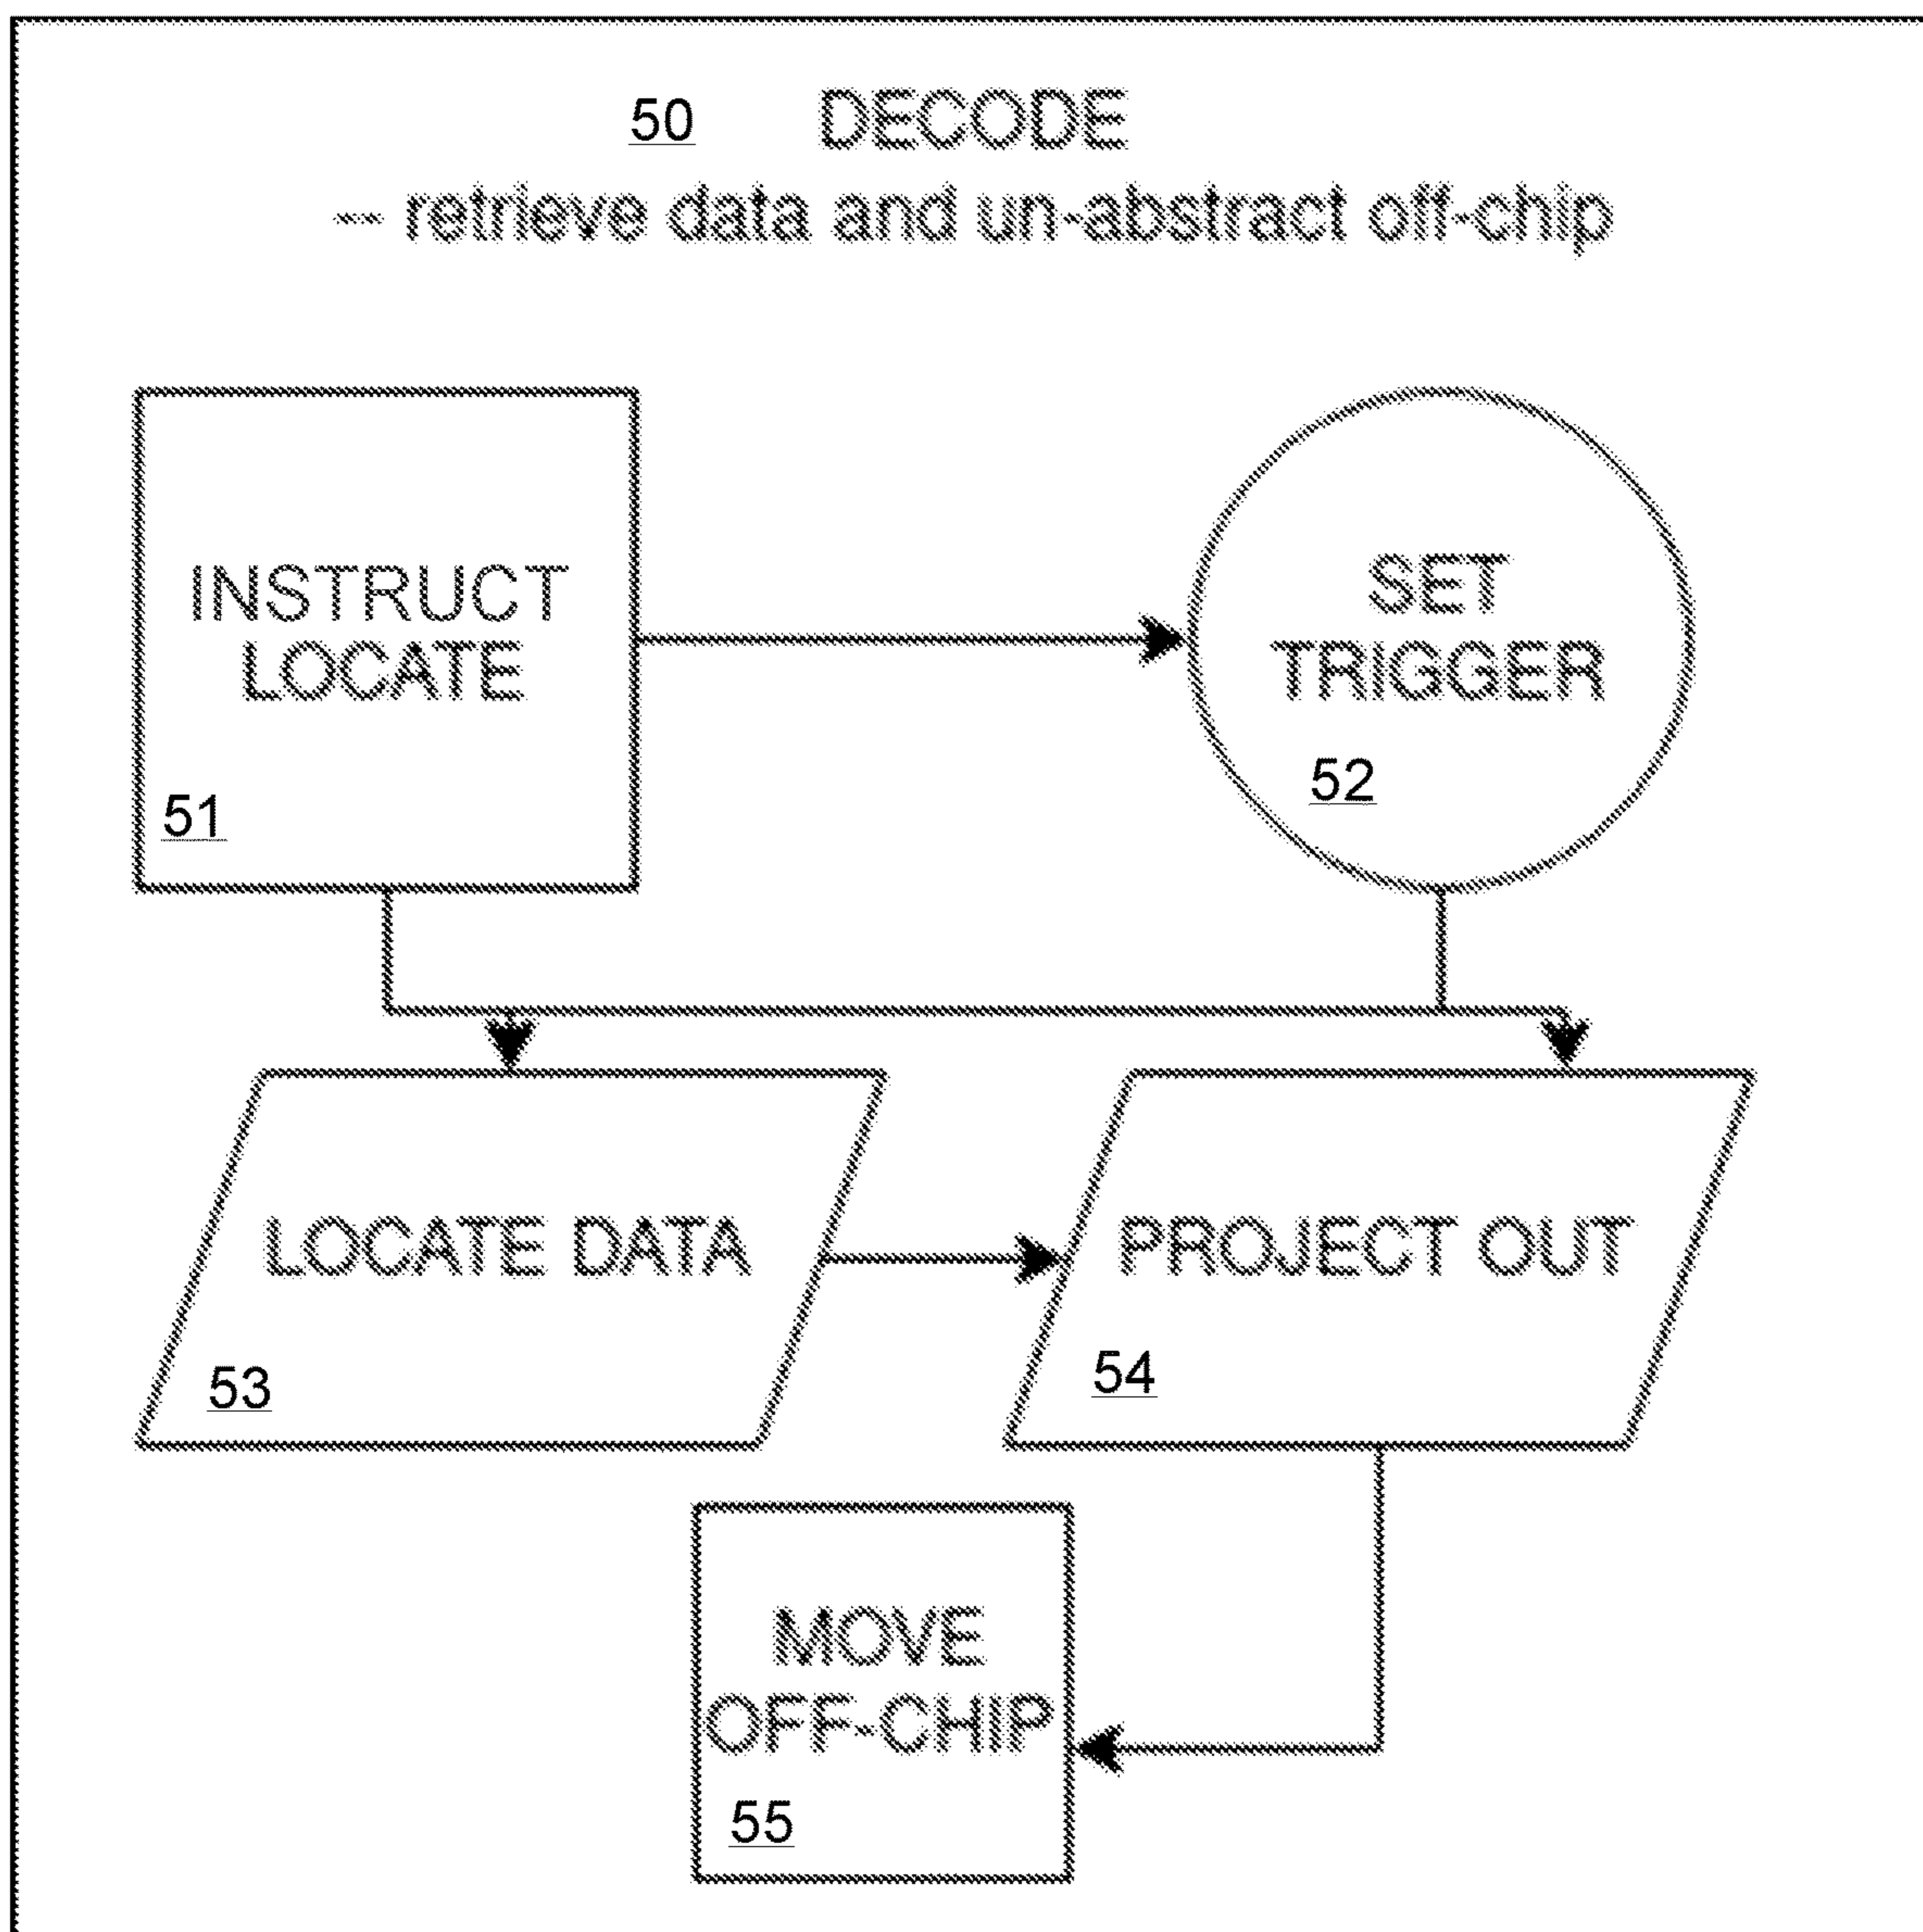 50 DECODE
-- retrieve data and un-abstract off-chip
INSTRUCT
LOCATE
51
SET
TRIGGER
52
LOCATE DATA
53
PROJECT OUT
54
MOVE
OFF-CHIP
55